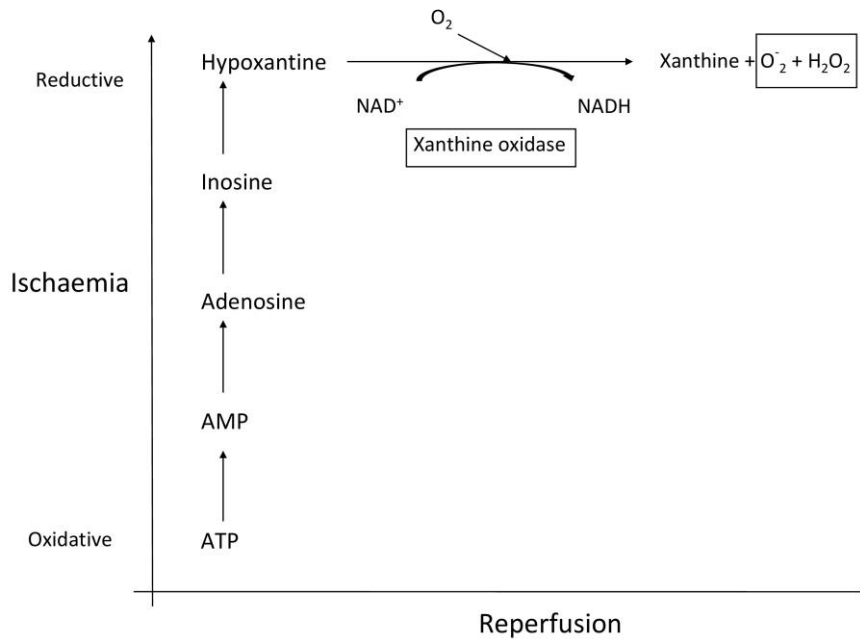 O₂
Reductive
Hypoxantine
Xanthine + O⁻₂ + H₂O₂
NAD⁺
NADH
Xanthine oxidase
Inosine
Ischaemia
Adenosine
AMP
Oxidative
ATP
Reperfusion